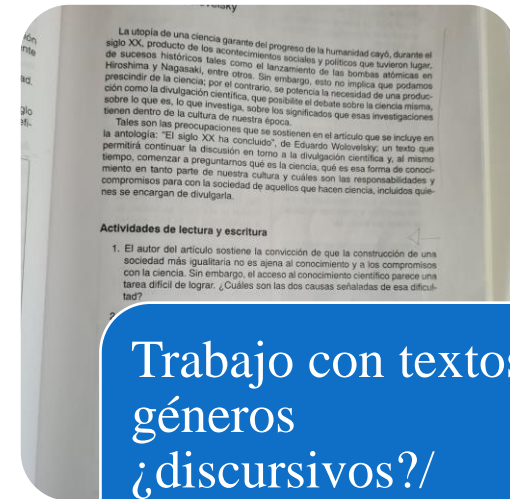 La utopía de una ciencia garante del progreso de la humanidad cayó, durante el
siglo XX, producto de los acontecimientos sociales y políticos que tuvieron lugar,
de sucesos históricos tales como el lanzamiento de las bombas atómicas en
Hiroshima y Nagasaki, entre otros. Sin embargo, esto no implica que podamos
prescindir de la ciencia; por el contrario, se potencia la necesidad de una produc-
ción como la divulgación científica, que posibilite el debate sobre la ciencia misma,
sobre lo que es, lo que investiga, sobre los significados que esas investigaciones
tienen dentro de la cultura de nuestra época.
Tales son las preocupaciones que se sostienen en el artículo que se incluye en
la antología: "El siglo XX ha concluido", de Eduardo Wolovelsky; un texto que
permitirá continuar la discusión en torno a la divulgación científica y, al mismo
tiempo, comenzar a preguntarnos qué es la ciencia, qué es esa forma de conoci-
miento en tanto parte de nuestra cultura y cuáles son las responsabilidades y
compromisos para con la sociedad de aquellos que hacen ciencia, incluidos quie-
nes se encargan de divulgarla.
Actividades de lectura y escritura
1. El autor del artículo sostiene la convicción de que la construcción de una
sociedad más igualitaria no es ajena al conocimiento y a los compromisos
con la ciencia. Sin embargo, el acceso al conocimiento científico parece una
tarea difícil de lograr. ¿Cuáles son las dos causas señaladas de esa dificul-
tad?
Trabajo con textos
géneros
¿discursivos?/